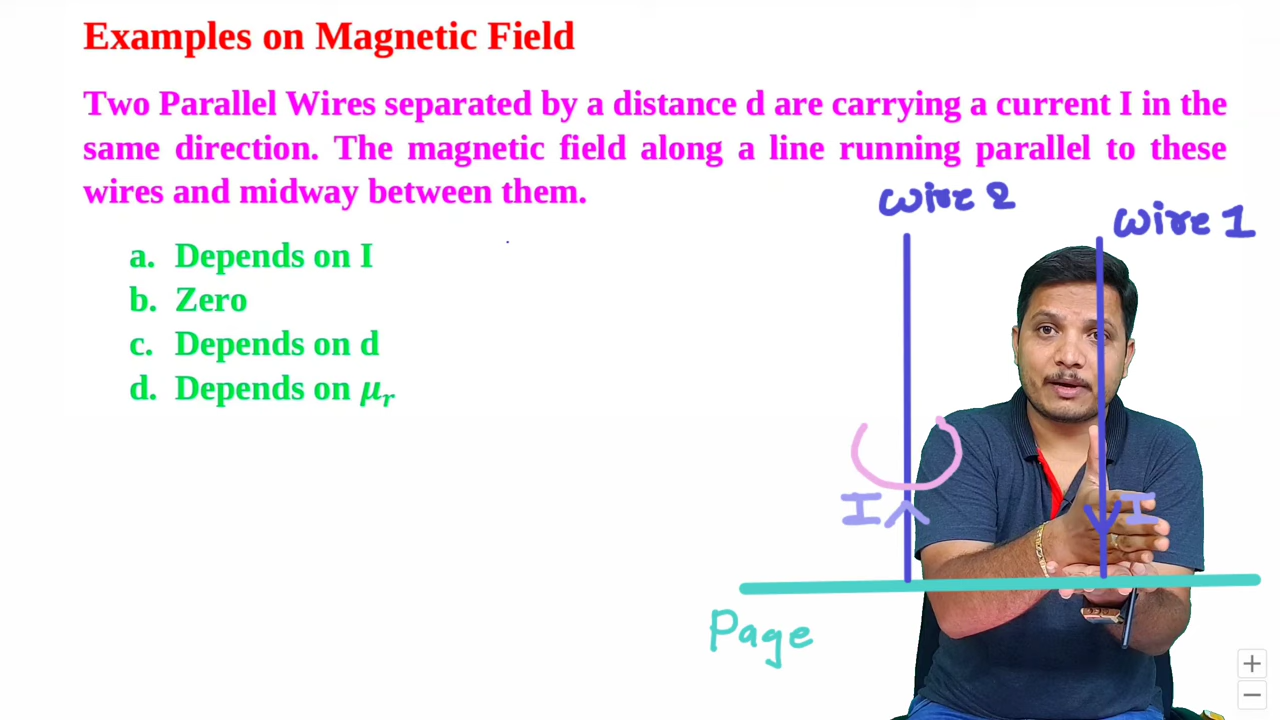 Examples on Magnetic Field
Two Parallel Wires separated by a distance d are carrying a current I in the
same direction. The magnetic field along a line running parallel to these
wires and midway between them.
wire 2
wire 1
a. Depends on I
b. Zero
c. Depends on d
d. Depends on μᵣ
I
I
Page